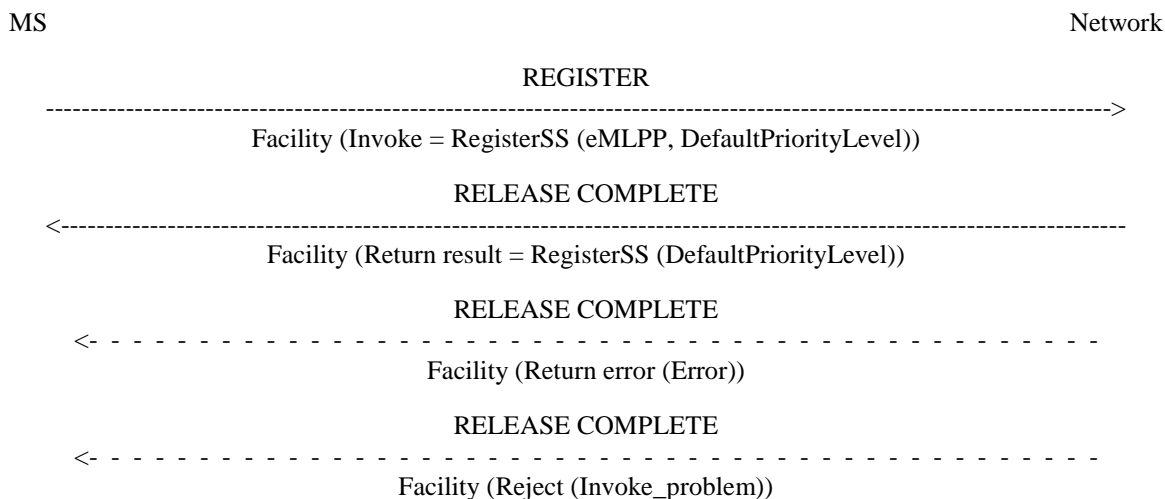 MS Network
REGISTER
Facility (Invoke = RegisterSS (eMLPP, DefaultPriorityLevel))
RELEASE COMPLETE
Facility (Return result = RegisterSS (DefaultPriorityLevel))
RELEASE COMPLETE
Facility (Return error (Error))
RELEASE COMPLETE
Facility (Reject (Invoke_problem))